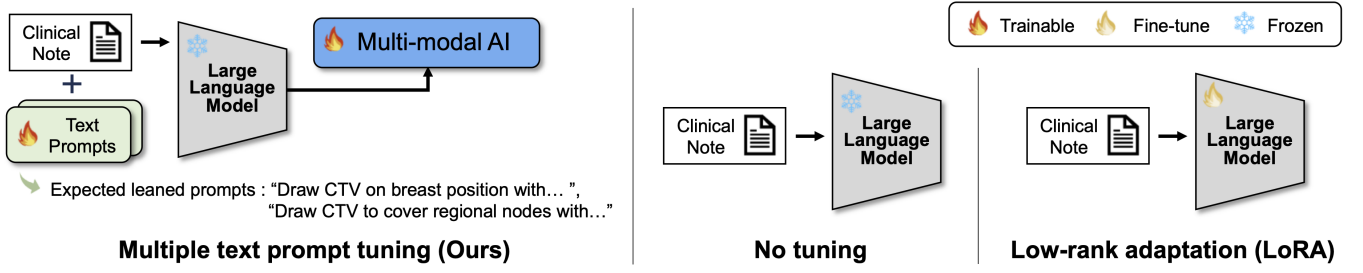 Clinical
Note
+
Text
Prompts
Large
Language
Model
Multi-modal AI
Expected leaned prompts : “Draw CTV on breast position with… ”,
“Draw CTV to cover regional nodes with…”
Multiple text prompt tuning (Ours)
Clinical
Note
Large
Language
Model
No tuning
Trainable
Fine-tune
Frozen
Clinical
Note
Large
Language
Model
Low-rank adaptation (LoRA)